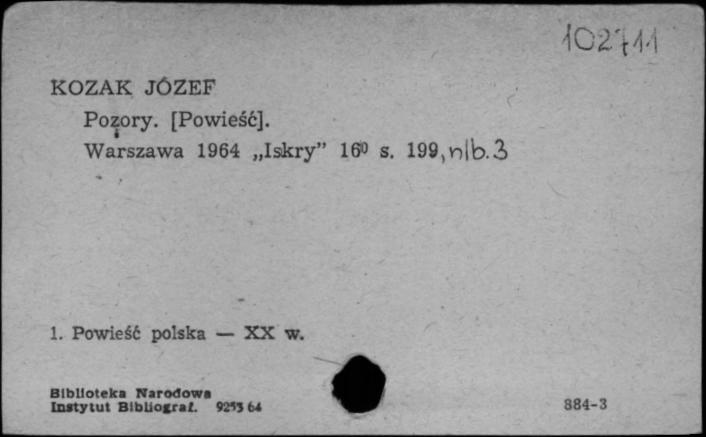 102711
KOZAK JÓZEF
Pozory. [Powieść].
Warszawa 1964 „Iskry” 16⁰ s. 199, nlb. 3
1. Powieść polska — XX w.
Biblioteka Narodowa
Instytut Bibliograf. 9253 64
884-3